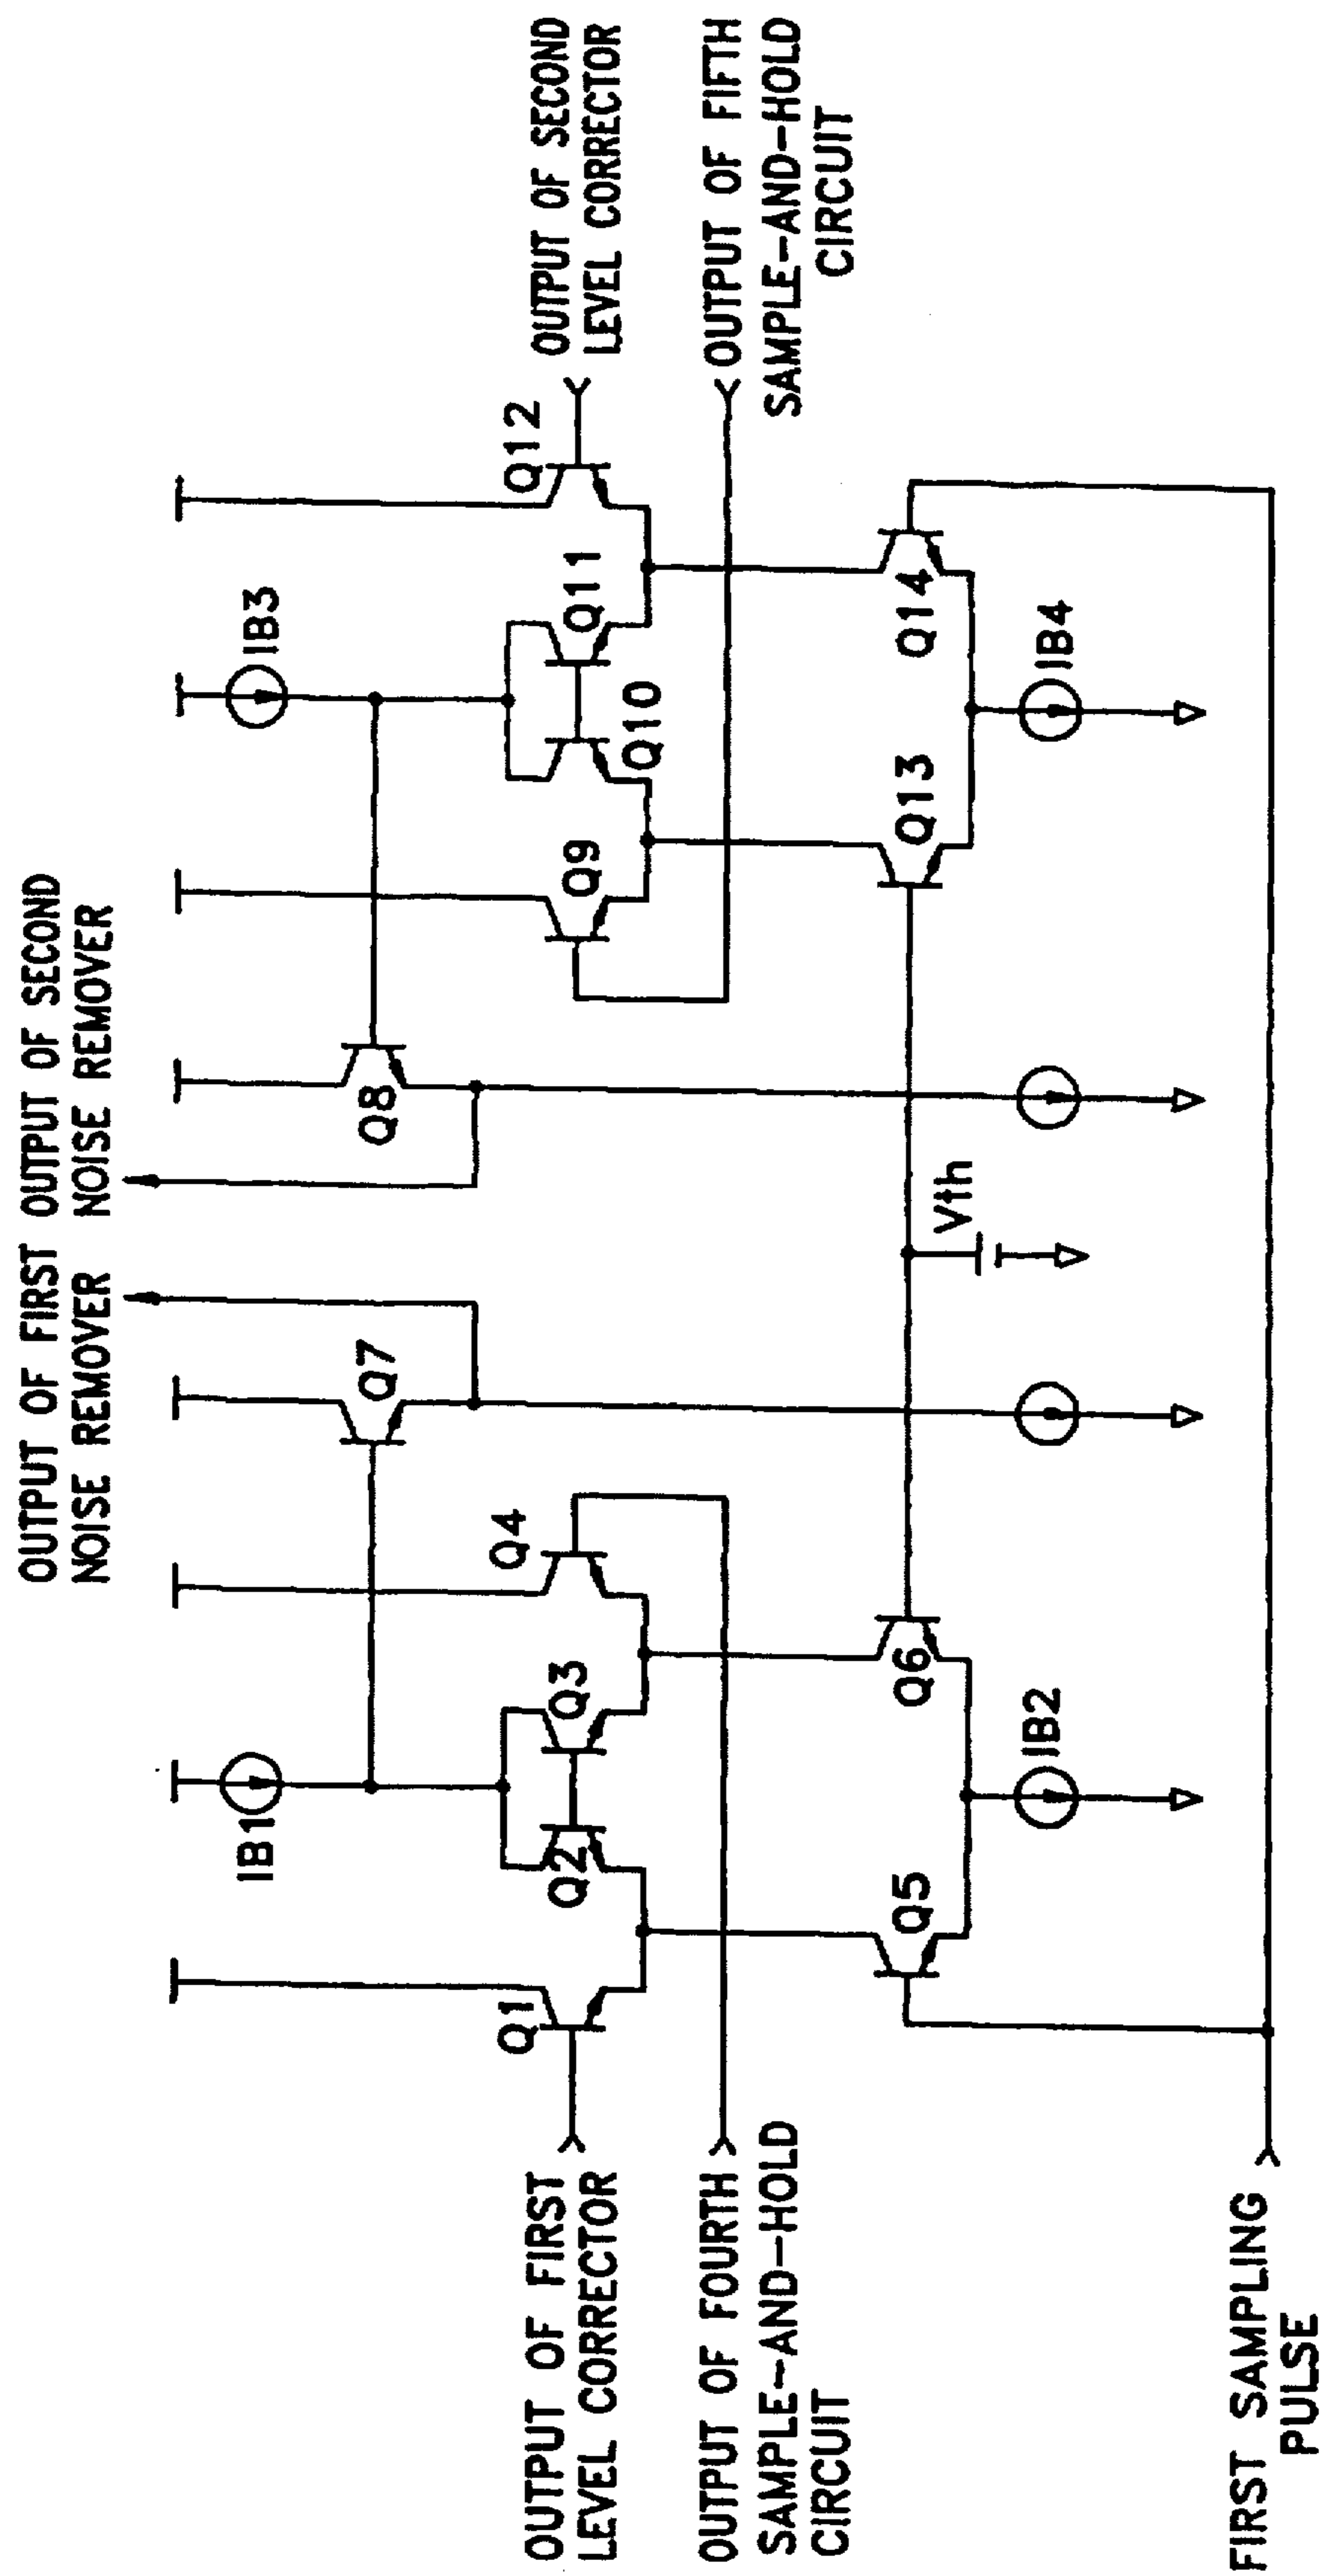 OUTPUT OF FIRST
NOISE REMOVER
OUTPUT OF SECOND
NOISE REMOVER
IB1
IB3
Q7
Q8
Q1
Q2
Q3
Q4
Q9
Q10
Q11
Q12
OUTPUT OF FIRST
LEVEL CORRECTOR
OUTPUT OF SECOND
LEVEL CORRECTOR
OUTPUT OF FOURTH
SAMPLE-AND-HOLD
CIRCUIT
OUTPUT OF FIFTH
SAMPLE-AND-HOLD
CIRCUIT
Q5
Q6
Vth
Q13
Q14
IB2
IB4
FIRST SAMPLING
PULSE